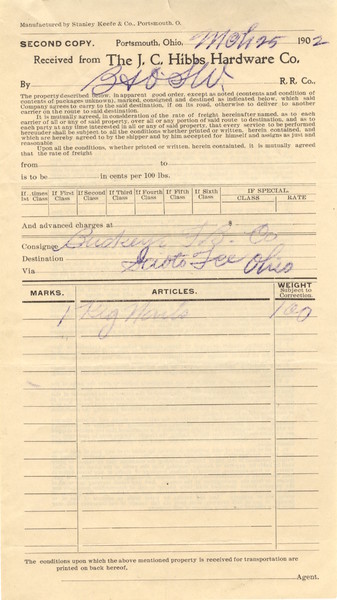 Manufactured by Stanley Keefe & Co., Portsmouth, O.
SECOND COPY. Portsmouth, Ohio, Mch 25 1902
Received from The J. C. Hibbs Hardware Co.
By B & O S W R. R. Co.,
The property described below, in apparent good order, except as noted (contents and condition of
contents of packages unknown), marked, consigned and destined as indicated below, which said
Company agrees to carry to the said destination, if on its road, otherwise to deliver to another
carrier on the route to said destination.
It is mutually agreed, in consideration of the rate of freight hereinafter named, as to each
carrier of all or any of said property, over all or any part of said route to destination, and as to
each party at any time interested in all or any of said property, that every service to be performed
hereunder shall be subject to all the conditions whether printed or written, herein contained, and
which are hereby agreed to by the shipper and by him accepted for himself and assigns as just and
reasonable
Upon all the conditions, whether printed or written, herein contained, it is mutually agreed
that the rate of freight
from to
is to be in cents per 100 lbs.
If..times 1st Class If First Class If Second Class If Third Class If Fourth Class If Fifth Class If Sixth Class IF SPECIAL. CLASS RATE
And advanced charges at
Consignee Co
Destination Scioto Fce Ohio
Via
MARKS. ARTICLES. WEIGHT Subject to Correction.
1 Keg Nails 100
The conditions upon which the above mentioned property is received for transportation are
printed on back hereof.
Agent.